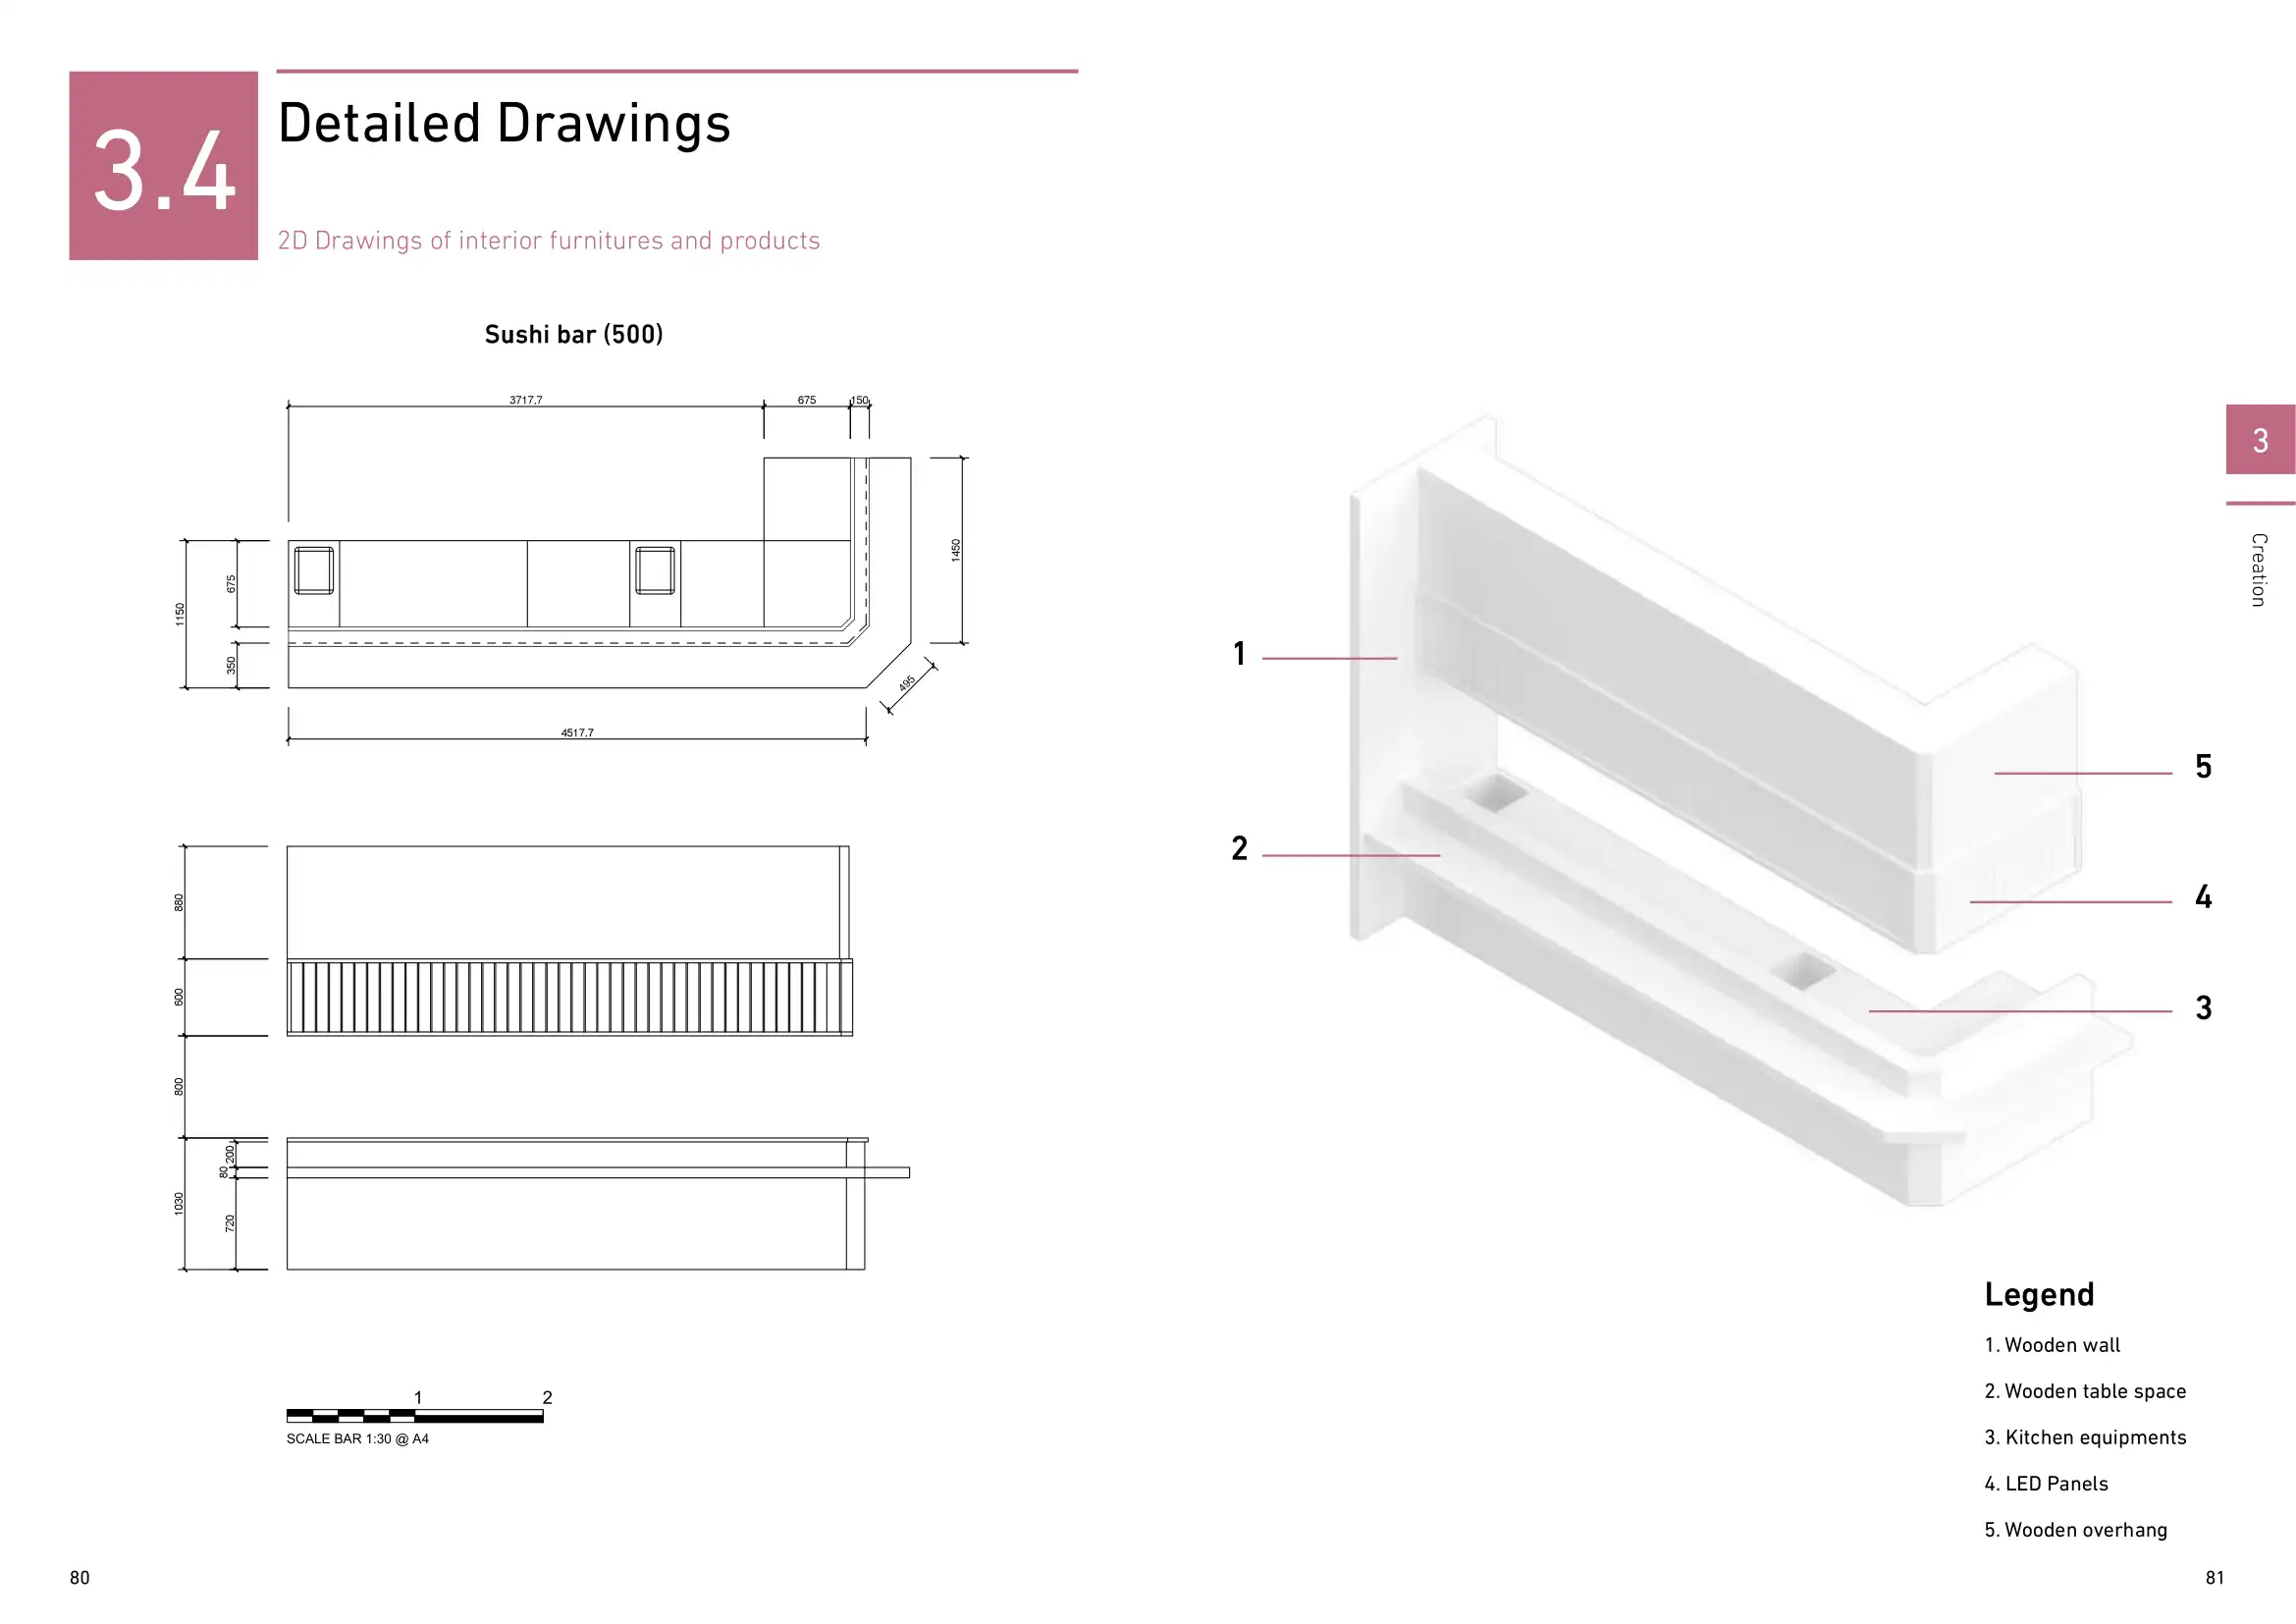 3.4
Detailed Drawings
2D Drawings of interior furnitures and products
Sushi bar (500)
3717,7
675
150
1450
1150
675
350
495
4517,7
880
600
800
1030
200
80
720
1
2
SCALE BAR 1:30 @ A4
80
1
2
5
4
3
3
Creation
Legend
1. Wooden wall
2. Wooden table space
3. Kitchen equipments
4. LED Panels
5. Wooden overhang
81